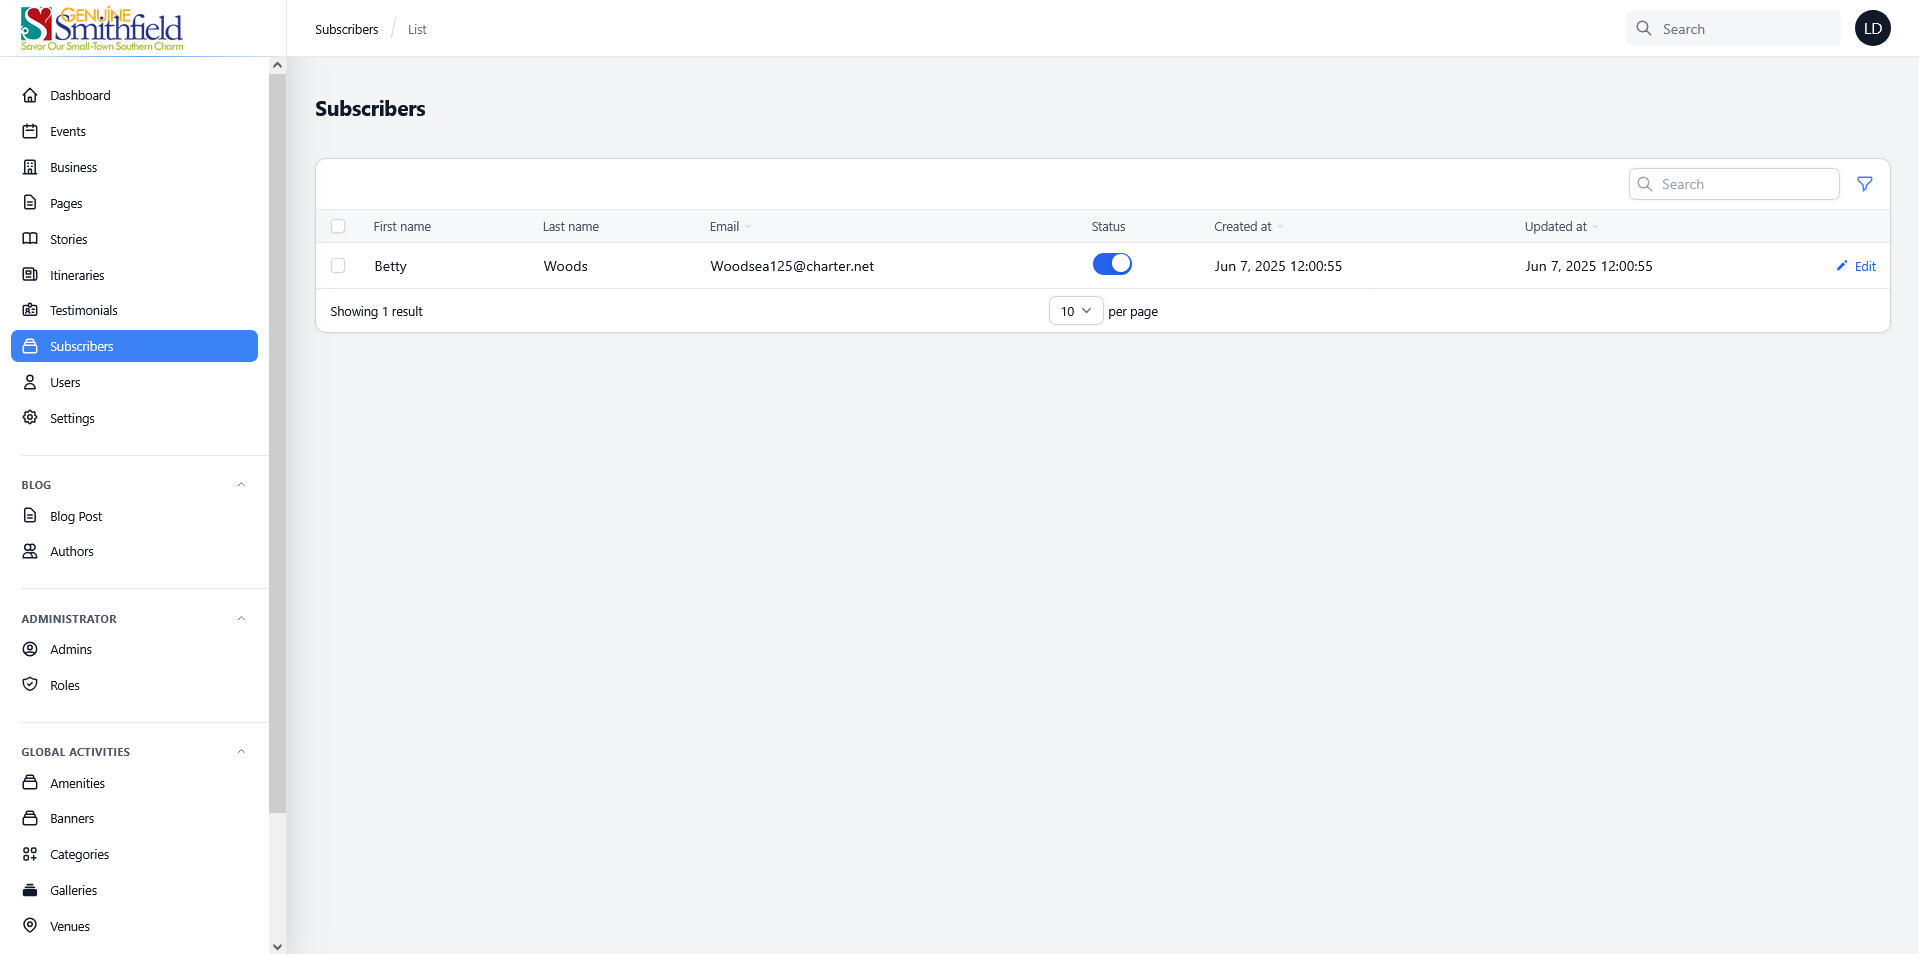 GENUINE
Smithfield
Savor Our Small-Town Southern Charm
Subscribers / List
Search
LD
Dashboard
Events
Business
Pages
Stories
Itineraries
Testimonials
Subscribers
Users
Settings
BLOG
Blog Post
Authors
ADMINISTRATOR
Admins
Roles
GLOBAL ACTIVITIES
Amenities
Banners
Categories
Galleries
Venues
Subscribers
Search
First name Last name Email Status Created at Updated at
Betty Woods Woodsea125@charter.net Jun 7, 2025 12:00:55 Jun 7, 2025 12:00:55 Edit
Showing 1 result 10 per page